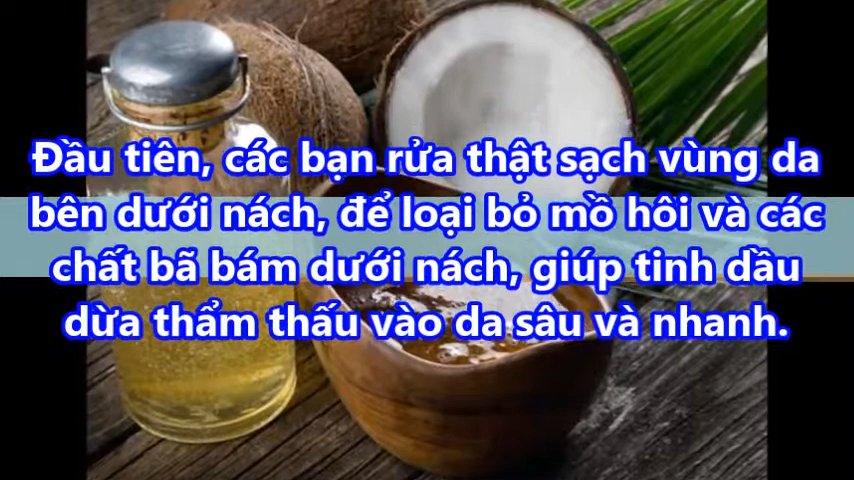 Đầu tiên, các bạn rửa thật sạch vùng da
bên dưới nách, để loại bỏ mồ hôi và các
chất bã bám dưới nách, giúp tinh dầu
dừa thẩm thấu vào da sâu và nhanh.